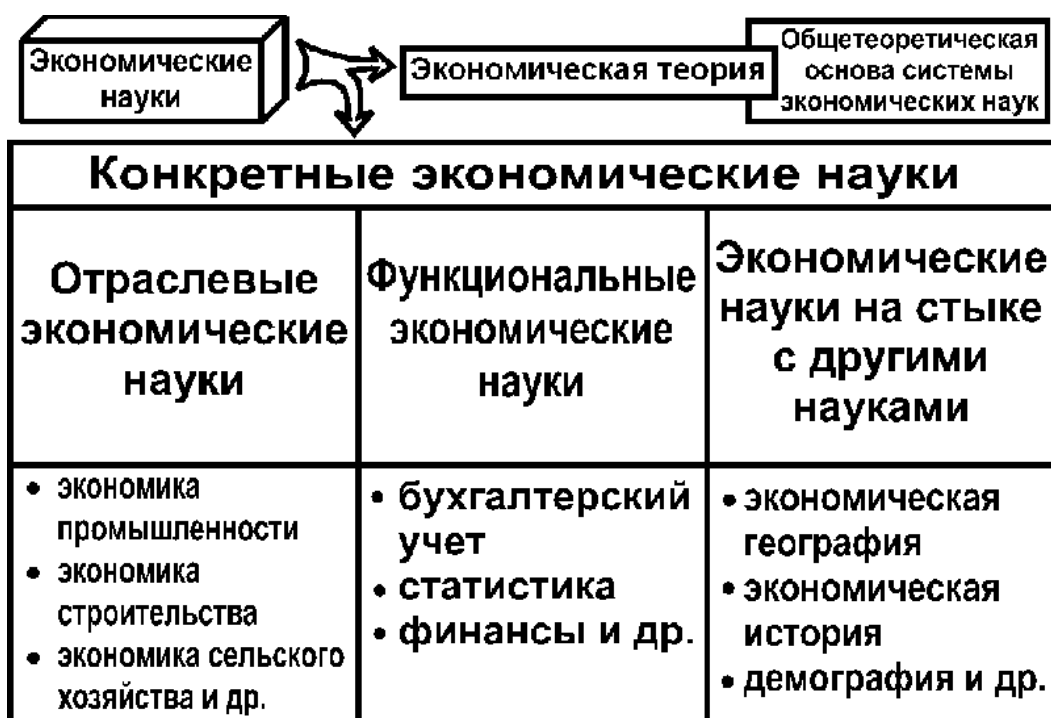 Экономические
науки
Экономическая теория
Общетеоретическая
основа системы
экономических наук
Конкретные экономические науки
Отраслевые
экономические
науки
Функциональные
экономические
науки
Экономические
науки на стыке
с другими
науками
• экономика
промышленности
• экономика
строительства
• экономика сельского
хозяйства и др.
• бухгалтерский
учет
• статистика
• финансы и др.
• экономическая
география
• экономическая
история
• демография и др.